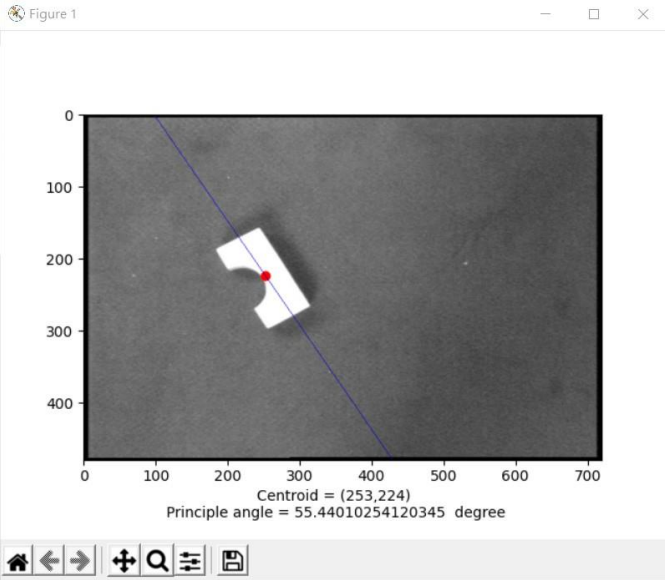 Figure 1
0
100
200
300
400
0 100 200 300 400 500 600 700
Centroid = (253,224)
Principle angle = 55.44010254120345 degree